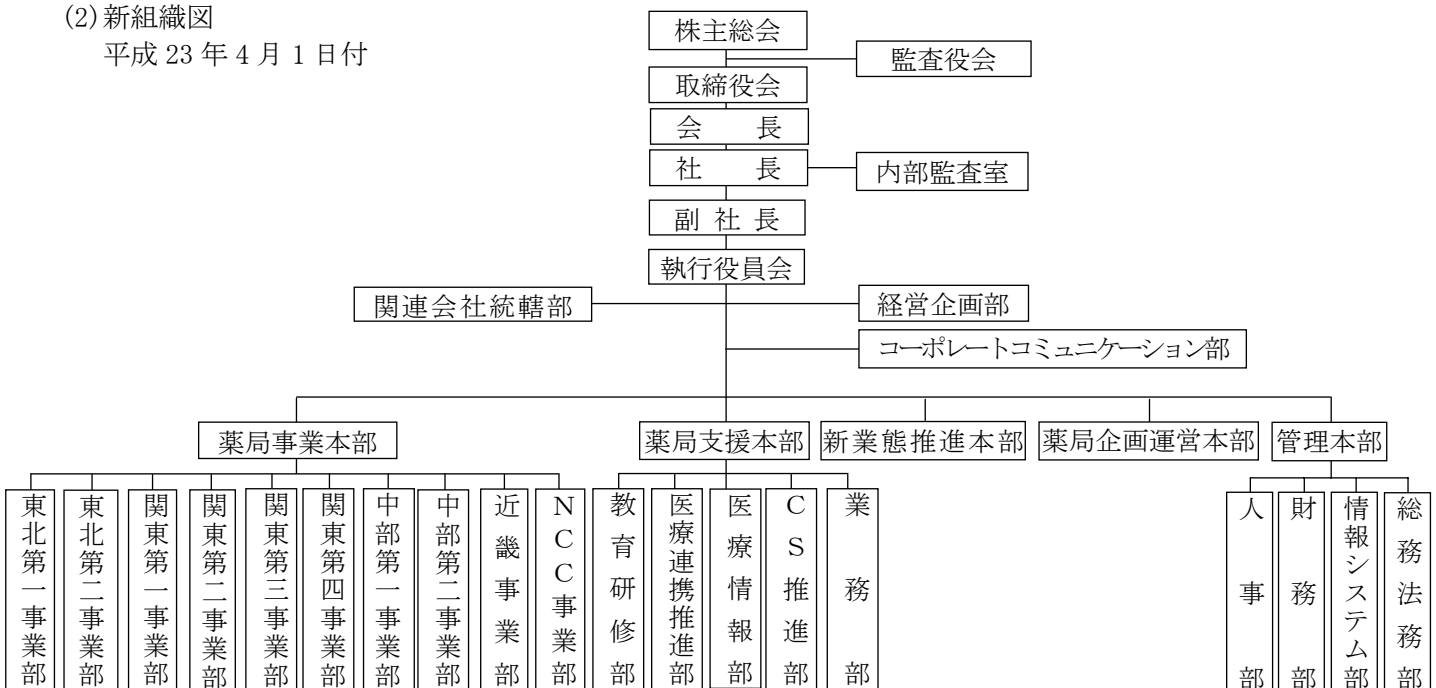 (2) 新組織図
平成 23 年 4 月 1 日付
株主総会
監査役会
取締役会
会 長
社 長
内部監査室
副 社 長
執行役員会
関連会社統轄部
経営企画部
コーポレートコミュニケーション部
薬局事業本部
薬局支援本部
新業態推進本部
薬局企画運営本部
管理本部
東北第一事業部
東北第二事業部
関東第一事業部
関東第二事業部
関東第三事業部
関東第四事業部
中部第一事業部
中部第二事業部
近畿事業部
NCC事業部
教育研修部
医療連携推進部
医療情報部
CS推進部
業務部
人事部
財務部
情報システム部
総務法務部